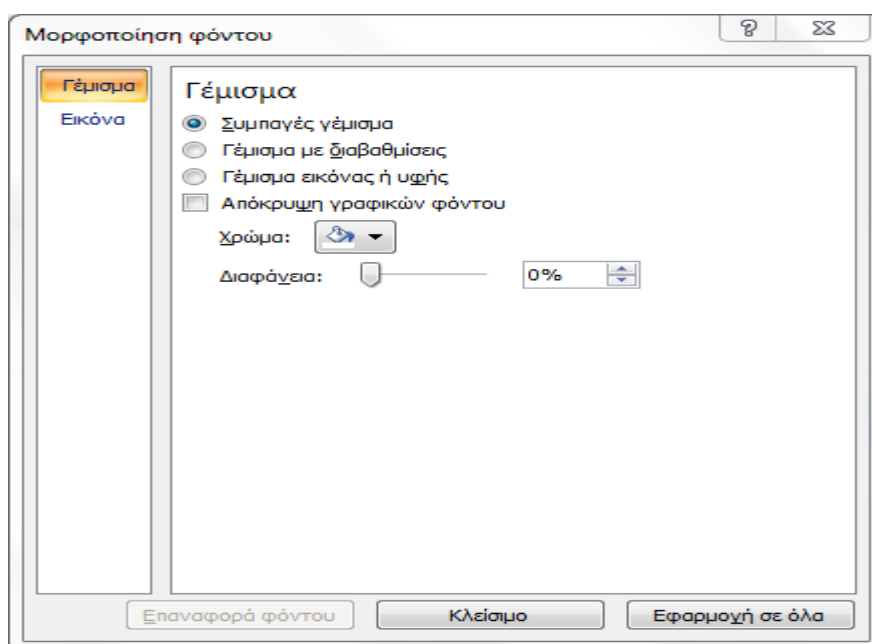 Μορφοποίηση φόντου
Γέμισμα
Εικόνα
Γέμισμα
Συμπαγές γέμισμα
Γέμισμα με διαβαθμίσεις
Γέμισμα εικόνας ή υφής
Απόκρυψη γραφικών φόντου
Χρώμα:
Διαφάνεια: 0%
Επαναφορά φόντου Κλείσιμο Εφαρμογή σε όλα